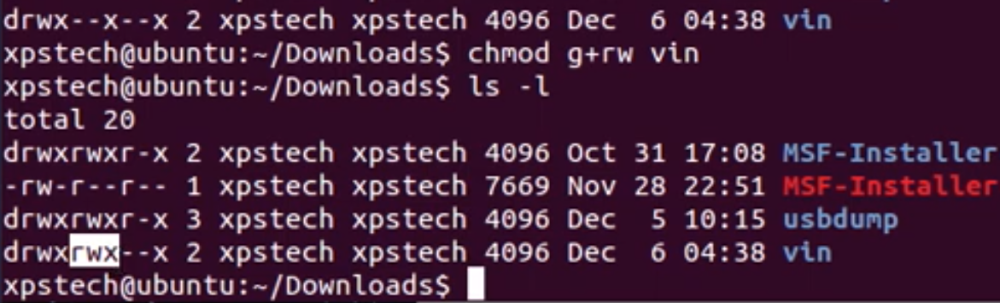 drwx--x--x 2 xpstech xpstech 4096 Dec  6 04:38 vin
xpstech@ubuntu:~/Downloads$ chmod g+rw vin
xpstech@ubuntu:~/Downloads$ ls -l
total 20
drwxrwxr-x 2 xpstech xpstech 4096 Oct 31 17:08 MSF-Installer
-rw-r--r-- 1 xpstech xpstech 7669 Nov 28 22:51 MSF-Installer
drwxrwxr-x 3 xpstech xpstech 4096 Dec  5 10:15 usbdump
drwxrwx--x 2 xpstech xpstech 4096 Dec  6 04:38 vin
xpstech@ubuntu:~/Downloads$